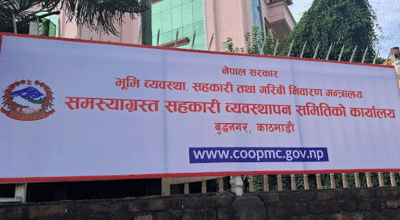 नेपाल सरकार
भूमि व्यवस्था, सहकारी तथा गरिबी निवारण मन्त्रालय
समस्याग्रस्त सहकारी व्यवस्थापन समितिको कार्यालय
बुद्धनगर, काठमाडौं
www.coopmc.gov.np